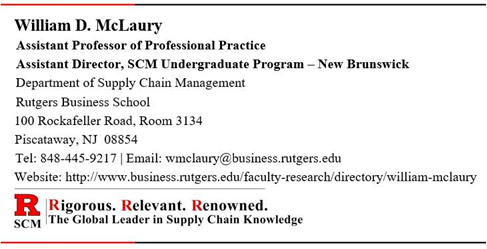 William D. McLaury
Assistant Professor of Professional Practice
Assistant Director, SCM Undergraduate Program – New Brunswick
Department of Supply Chain Management
Rutgers Business School
100 Rockafeller Road, Room 3134
Piscataway, NJ  08854
Tel: 848-445-9217 | Email: wmclaury@business.rutgers.edu
Website: http://www.business.rutgers.edu/faculty-research/directory/william-mclaury
R
SCM
Rigorous. Relevant. Renowned.
The Global Leader in Supply Chain Knowledge